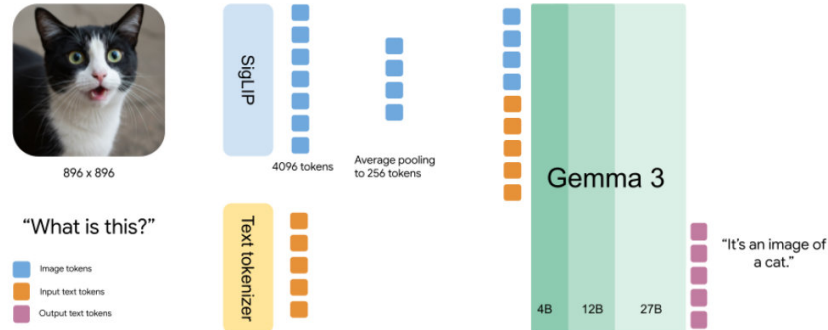 896 x 896
"What is this?"
Image tokens
Input text tokens
Output text tokens
SigLIP
4096 tokens
Average pooling
to 256 tokens
Text tokenizer
Gemma 3
4B
12B
27B
"It's an image of
a cat."